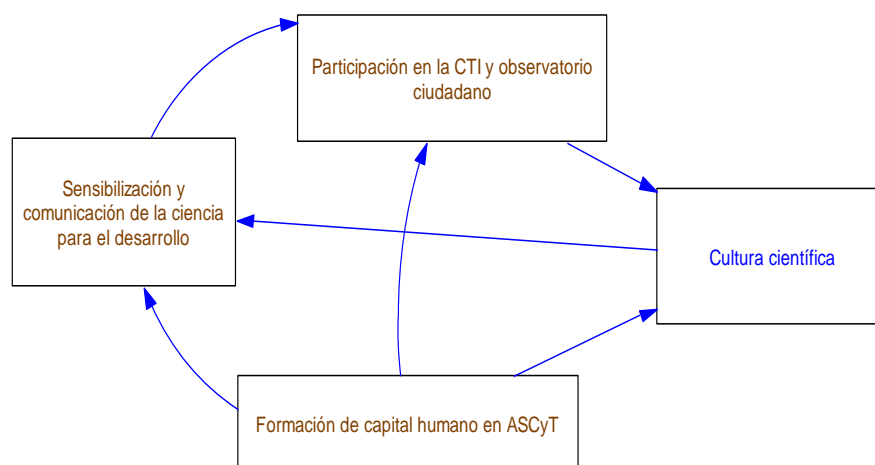 Participación en la CTI y observatorio
ciudadano
Sensibilización y
comunicación de la ciencia
para el desarrollo
Cultura científica
Formación de capital humano en ASCyT